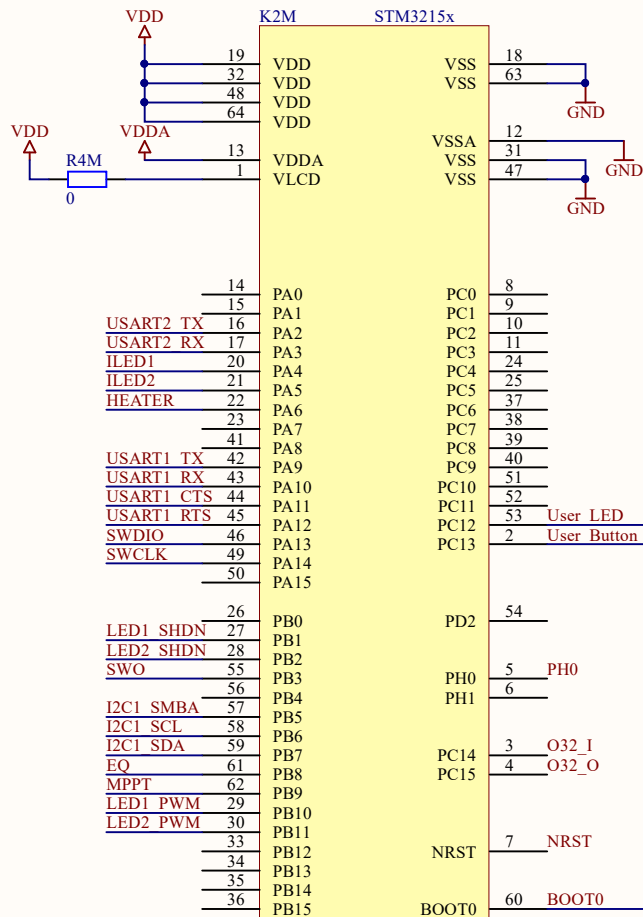 VDD
K2M STM3215x
19 VDD VSS 18
32 VDD VSS 63
48 VDD
GND
64 VDD
VDD VDDA
VSSA 12
R4M
13 VDDA VSS 31
GND
1 VLCD VSS 47
0
GND
14 PA0 PC0 8
15 PA1 PC1 9
USART2_TX 16 PA2 PC2 10
USART2_RX 17 PA3 PC3 11
ILED1 20 PA4 PC4 24
ILED2 21 PA5 PC5 25
HEATER 22 PA6 PC6 37
23 PA7 PC7 38
41 PA8 PC8 39
USART1_TX 42 PA9 PC9 40
USART1_RX 43 PA10 PC10 51
USART1_CTS 44 PA11 PC11 52
USART1_RTS 45 PA12 PC12 53 User_LED
SWDIO 46 PA13 PC13 2 User_Button
SWCLK 49 PA14
50 PA15
26 PB0 PD2 54
LED1_SHDN 27 PB1
LED2_SHDN 28 PB2
SWO 55 PB3 PH0 5 PH0
56 PB4 PH1 6
I2C1_SMBA 57 PB5
I2C1_SCL 58 PB6
I2C1_SDA 59 PB7 PC14 3 O32_I
EQ 61 PB8 PC15 4 O32_O
MPPT 62 PB9
LED1_PWM 29 PB10
LED2_PWM 30 PB11
33 PB12 NRST 7 NRST
34 PB13
35 PB14
36 PB15 BOOT0 60 BOOT0